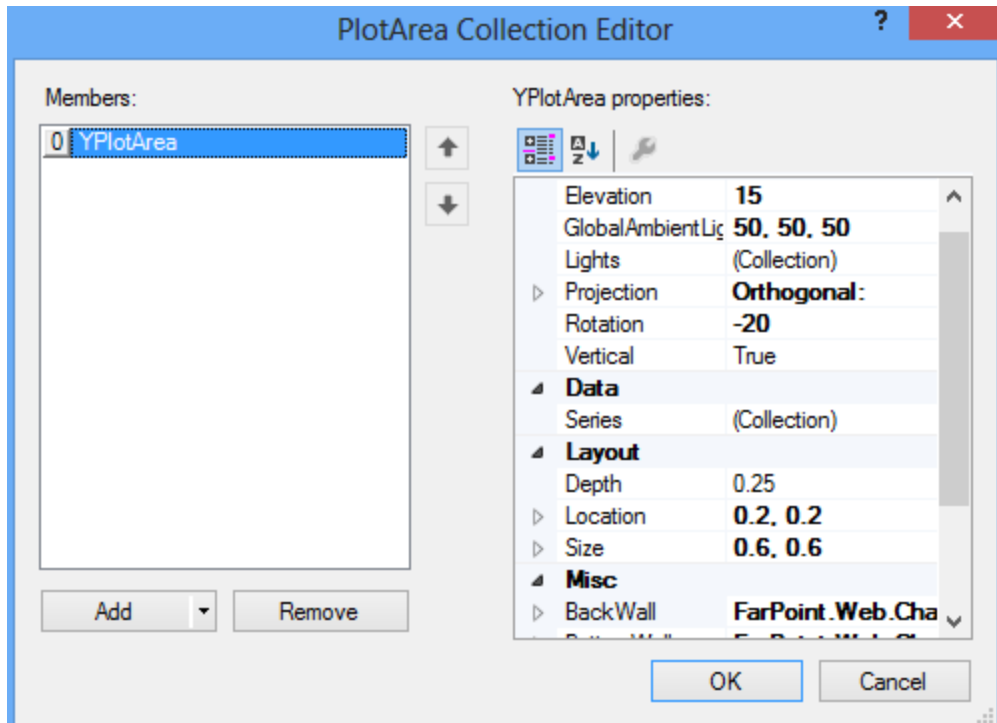 PlotArea Collection Editor ?
Members:
0 YPlotArea
Add Remove
YPlotArea properties:
Elevation 15
GlobalAmbientLig 50, 50, 50
Lights (Collection)
Projection Orthogonal:
Rotation -20
Vertical True
Data
Series (Collection)
Layout
Depth 0.25
Location 0.2, 0.2
Size 0.6, 0.6
Misc
BackWall FarPoint.Web.Cha
OK Cancel